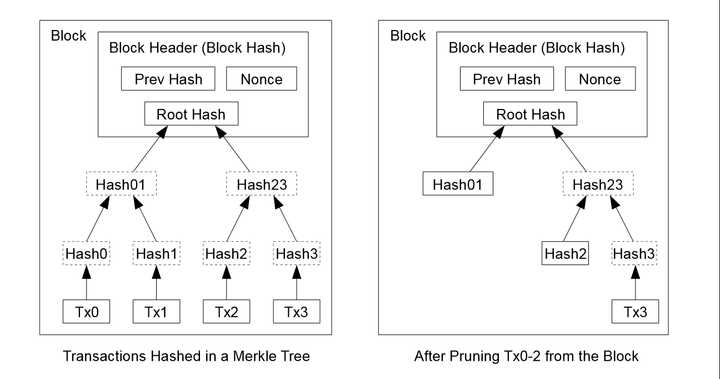 Block
Block Header (Block Hash)
Prev Hash
Nonce
Root Hash
Hash01
Hash23
Hash0
Hash1
Hash2
Hash3
Tx0
Tx1
Tx2
Tx3
Transactions Hashed in a Merkle Tree
Block
Block Header (Block Hash)
Prev Hash
Nonce
Root Hash
Hash01
Hash23
Hash2
Hash3
Tx3
After Pruning Tx0-2 from the Block